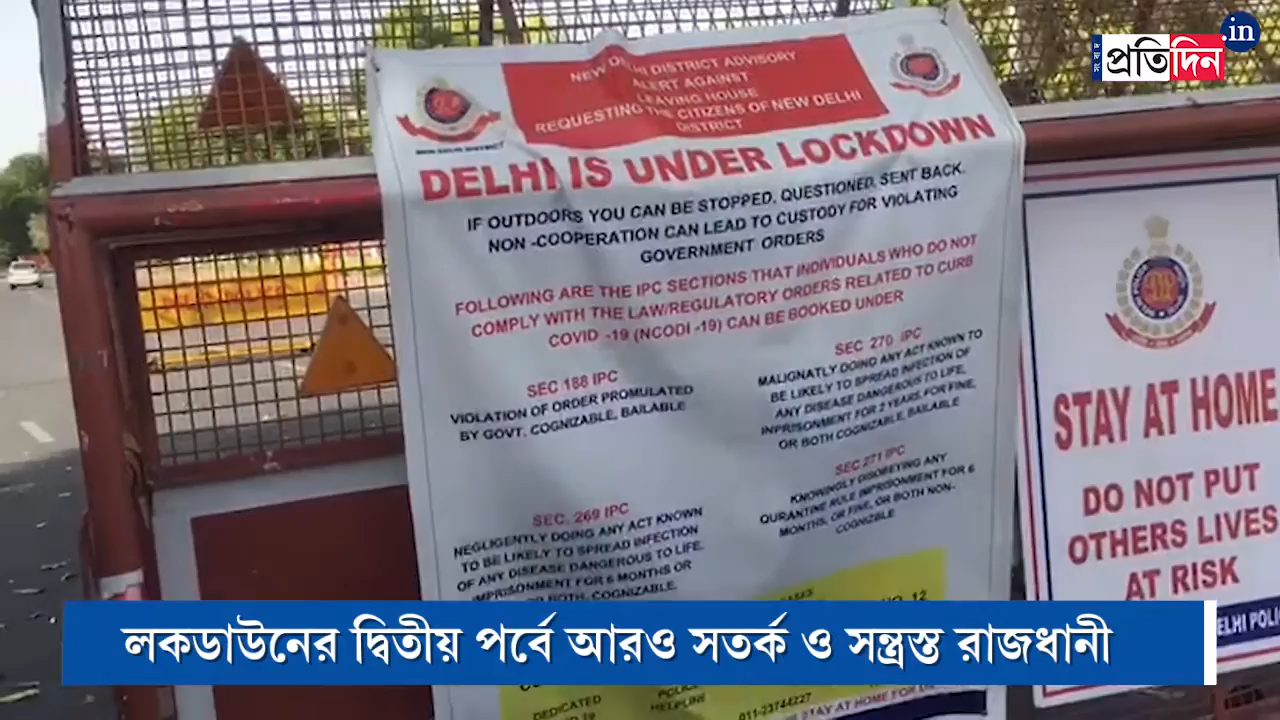 সংবাদ
প্রতিদিন
.in
NEW DELHI DISTRICT ADVISORY
ALERT AGAINST
LEAVING HOUSE
REQUESTING THE CITIZENS OF NEW DELHI
DISTRICT
NEW DELHI DISTRICT
DELHI IS UNDER LOCKDOWN
IF OUTDOORS YOU CAN BE STOPPED, QUESTIONED, SENT BACK.
NON -COOPERATION CAN LEAD TO CUSTODY FOR VIOLATING
GOVERNMENT ORDERS
FOLLOWING ARE THE IPC SECTIONS THAT INDIVIDUALS WHO DO NOT
COMPLY WITH THE LAW/REGULATORY ORDERS RELATED TO CURB
COVID -19 (NCODI -19) CAN BE BOOKED UNDER
SEC 188 IPC
VIOLATION OF ORDER PROMULATED
BY GOVT, COGNIZABLE, BAILABLE
SEC 270 IPC
MALIGNATLY DOING ANY ACT KNOWN TO
BE LIKELY TO SPREAD INFECTION OF
ANY DISEASE DANGEROUS TO LIFE,
INPRISONMENT FOR 2 YEARS,FOR FINE,
OR BOTH COGNIZABLE, BAILABLE
SEC. 269 IPC
NEGLIGENTLY DOING ANY ACT KNOWN
TO BE LIKELY TO SPREAD INFECTION
OF ANY DISEASE DANGEROUS TO LIFE,
IMPRISONMENT FOR 6 MONTHS OR
OR BOTH, COGNIZABLE,
SEC 271 IPC
KNOWINGLY DISOBEYING ANY
QURANTINE RULE IMPRISONMENT FOR 6
MONTHS, OR FINE, OR BOTH NON-
COGNIZABLE
12
DEDICATED
HELPLINE
011-23744227
STAY AT HOME FOR
STAY AT HOME
DO NOT PUT
OTHERS LIVES
AT RISK
লকডাউনের দ্বিতীয় পর্বে আরও সতর্ক ও সন্ত্রস্ত রাজধানী